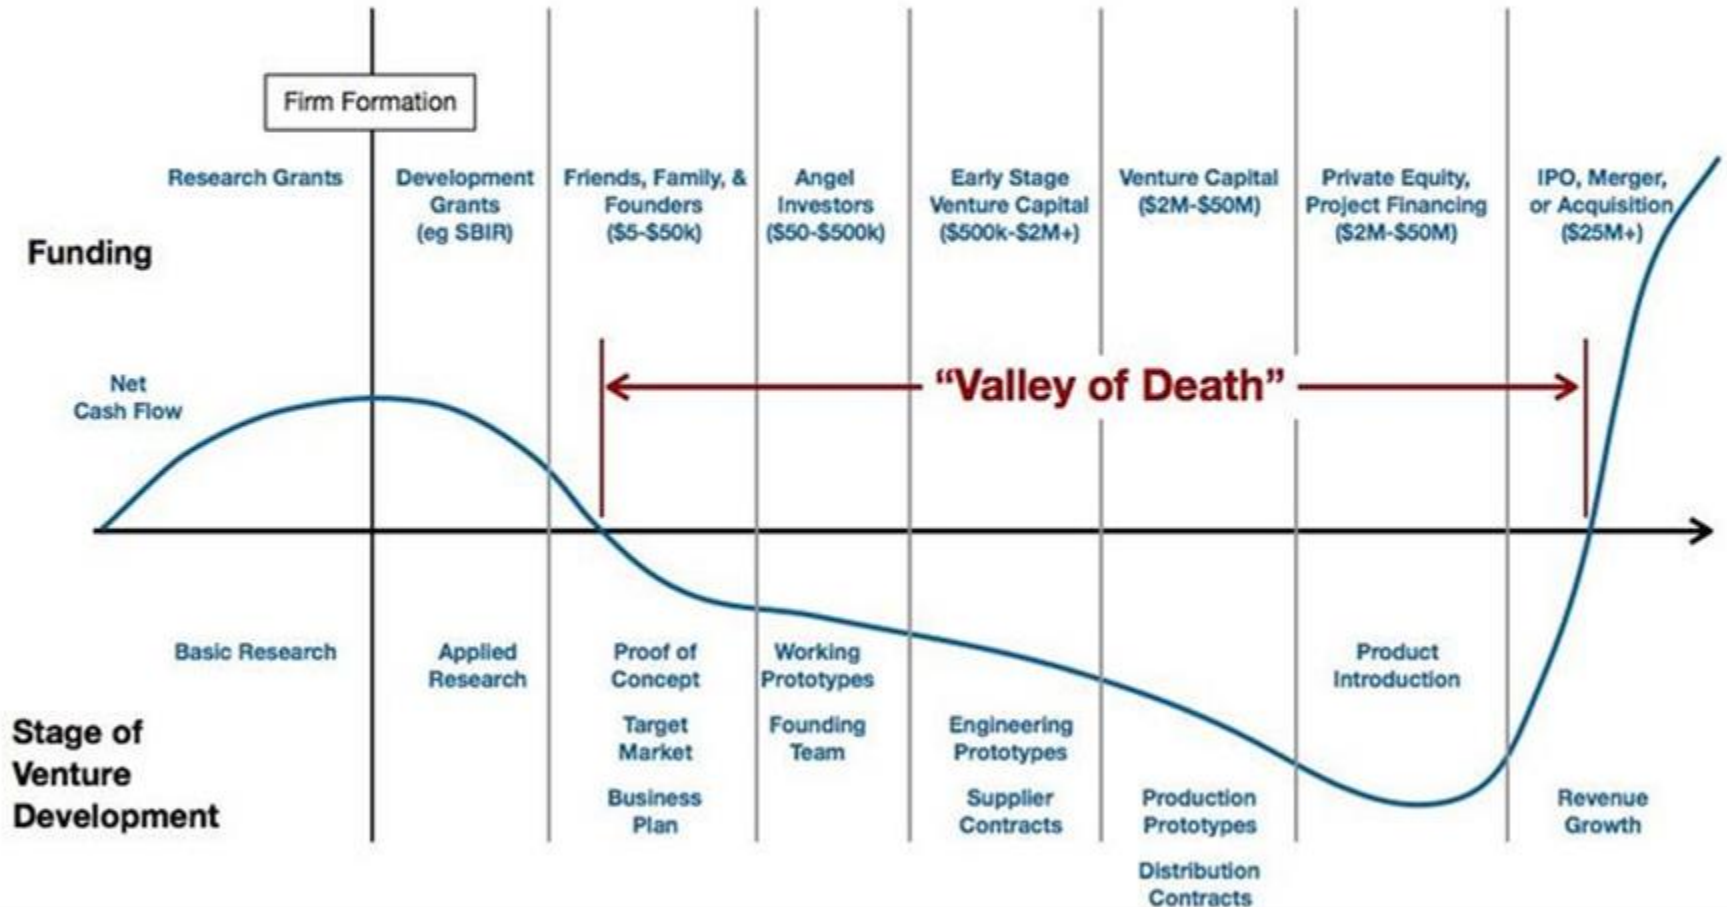 Firm Formation
Research Grants
Development
Grants
(eg SBIR)
Friends, Family, &
Founders
($5-$50k)
Angel
Investors
($50-$500k)
Early Stage
Venture Capital
($500k-$2M+)
Venture Capital
($2M-$50M)
Private Equity,
Project Financing
($2M-$50M)
IPO, Merger,
or Acquisition
($25M+)
Funding
Net
Cash Flow
“Valley of Death”
Basic Research
Applied
Research
Proof of
Concept
Target
Market
Business
Plan
Working
Prototypes
Founding
Team
Engineering
Prototypes
Supplier
Contracts
Production
Prototypes
Distribution
Contracts
Product
Introduction
Revenue
Growth
Stage of
Venture
Development